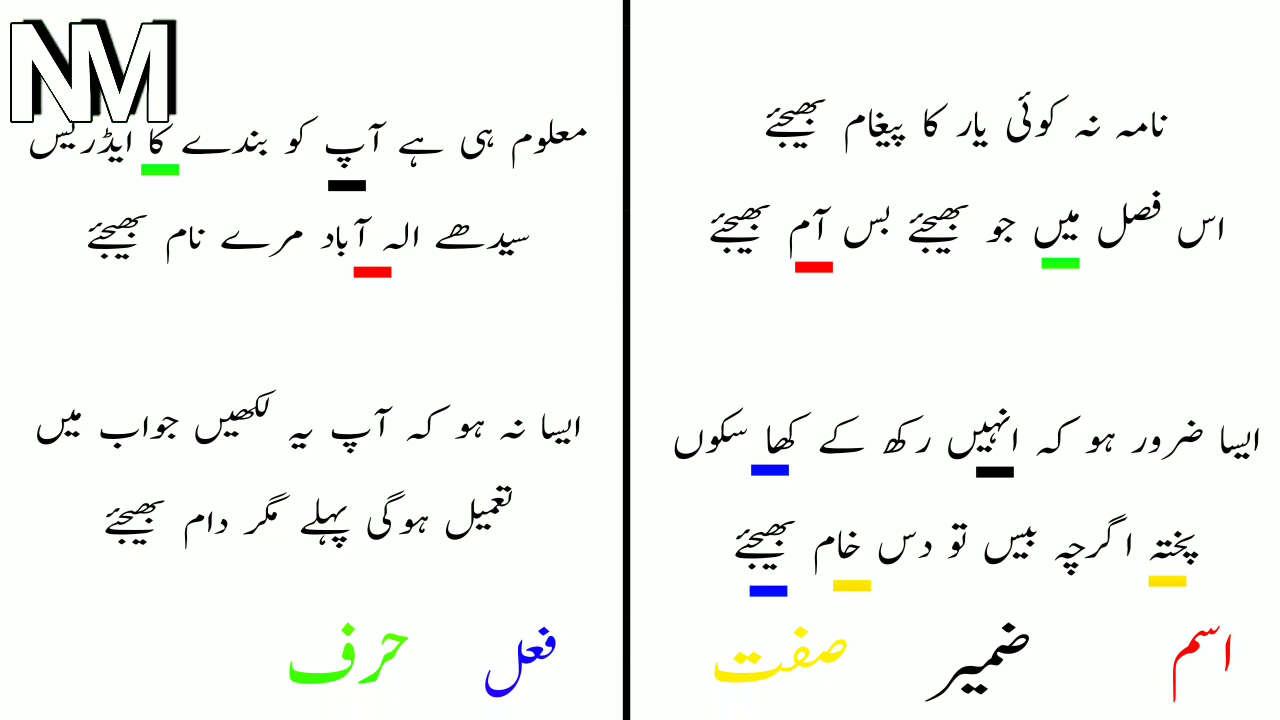 نامہ نہ کوئی یار کا پیغام بھیجئے
اس فصل میں جو بھیجئے بس آم بھیجئے
ایسا ضرور ہو کہ انہیں رکھ کے کھا سکوں
پختہ اگرچہ بیس تو دس خام بھیجئے
اسم ضمیر صفت
NM
معلوم ہی ہے آپ کو بندے کا ایڈریس
سیدھے الہ آباد مرے نام بھیجئے
ایسا نہ ہو کہ آپ یہ لکھیں جواب میں
تعمیل ہوگی پہلے مگر دام بھیجئے
فعل حرف